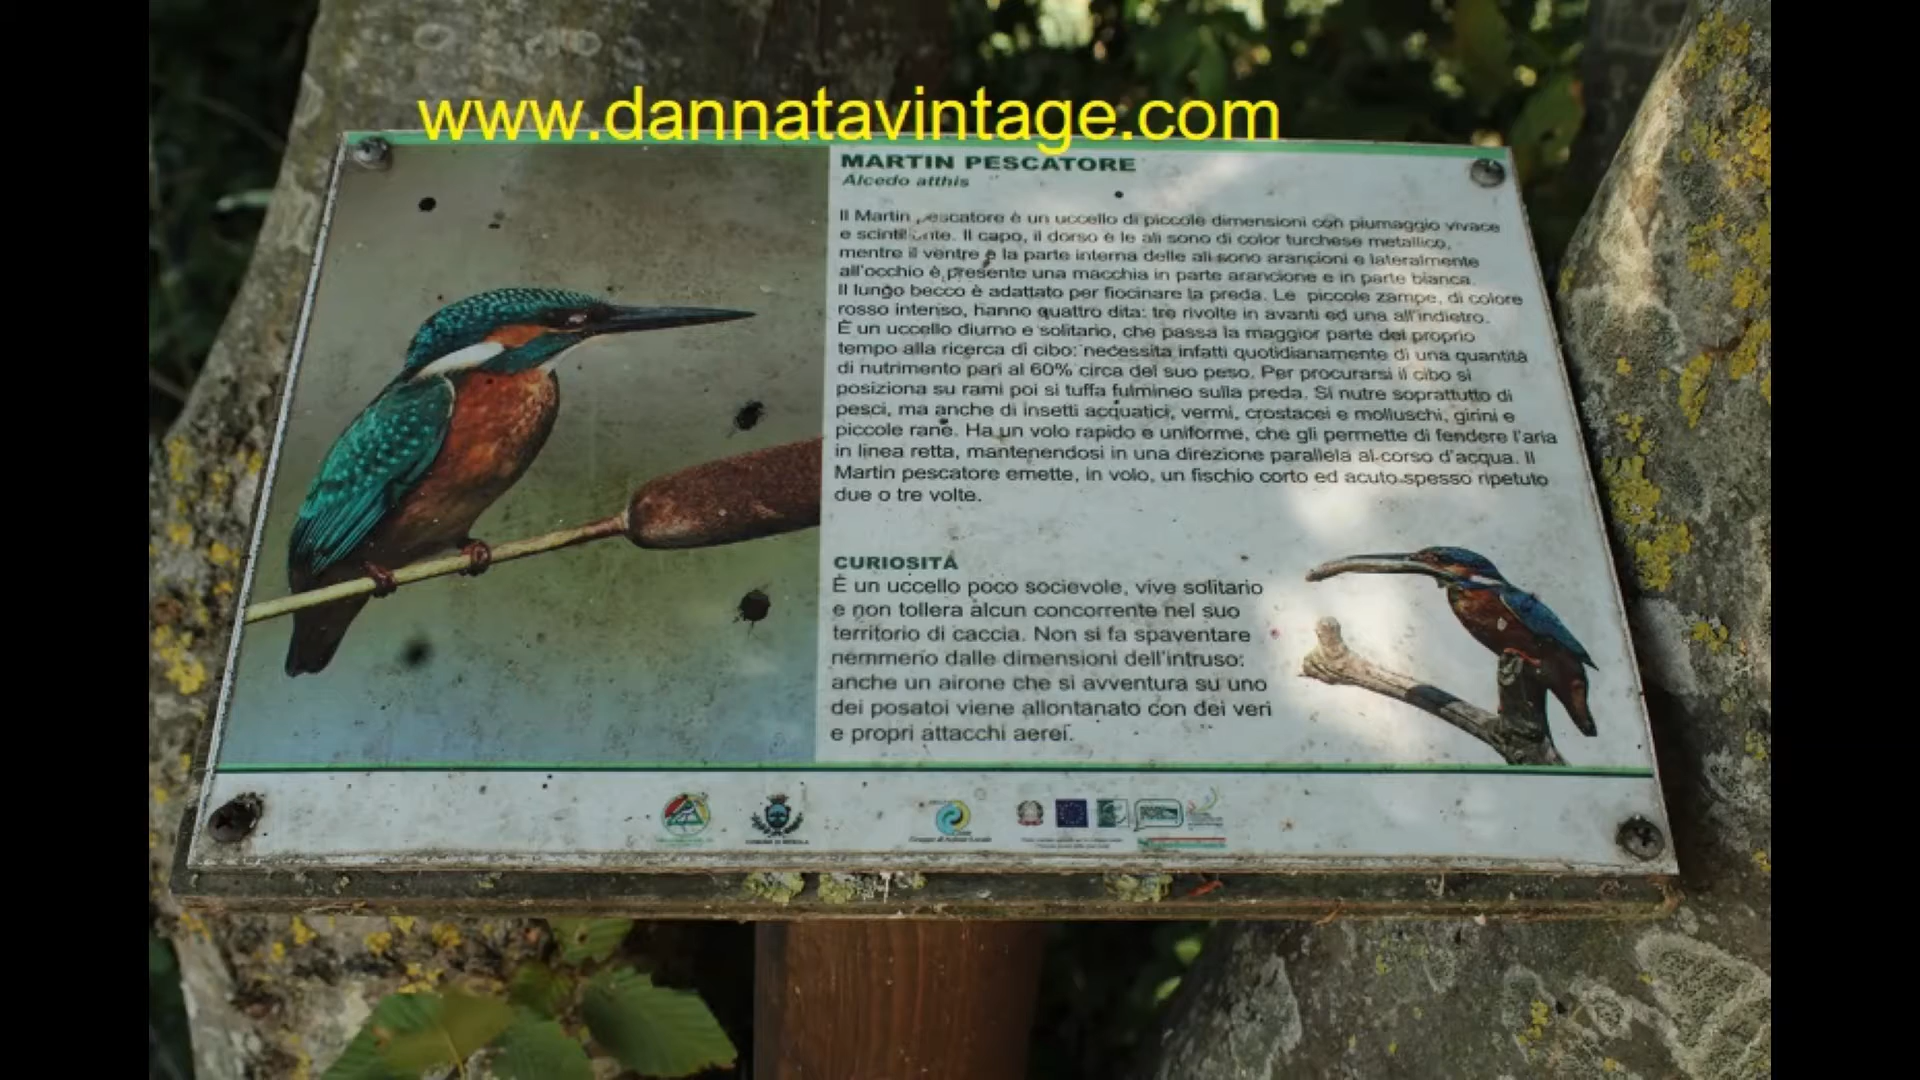 www.dannatavintage.com
MARTIN PESCATORE
Alcedo atthis
Il Martin pescatore è un uccello di piccole dimensioni con piumaggio vivace
e scintillante. Il capo, il dorso e le ali sono di color turchese metallico,
mentre il ventre e la parte interna delle ali sono arancioni e lateralmente
all'occhio è presente una macchia in parte arancione e in parte bianca.
Il lungo becco è adattato per fiocinare la preda. Le piccole zampe, di colore
rosso intenso, hanno quattro dita: tre rivolte in avanti ed una all'indietro.
È un uccello diurno e solitario, che passa la maggior parte del proprio
tempo alla ricerca di cibo: necessita infatti quotidianamente di una quantità
di nutrimento pari al 60% circa del suo peso. Per procurarsi il cibo si
posiziona su rami poi si tuffa fulmineo sulla preda. Si nutre soprattutto di
pesci, ma anche di insetti acquatici, vermi, crostacei e molluschi, girini e
piccole rane. Ha un volo rapido e uniforme, che gli permette di fendere l'aria
in linea retta, mantenendosi in una direzione parallela al corso d'acqua. Il
Martin pescatore emette, in volo, un fischio corto ed acuto spesso ripetuto
due o tre volte.
CURIOSITÀ
È un uccello poco socievole, vive solitario
e non tollera alcun concorrente nel suo
territorio di caccia. Non si fa spaventare
nemmeno dalle dimensioni dell'intruso:
anche un airone che si avventura su uno
dei posatoi viene allontanato con dei veri
e propri attacchi aerei.